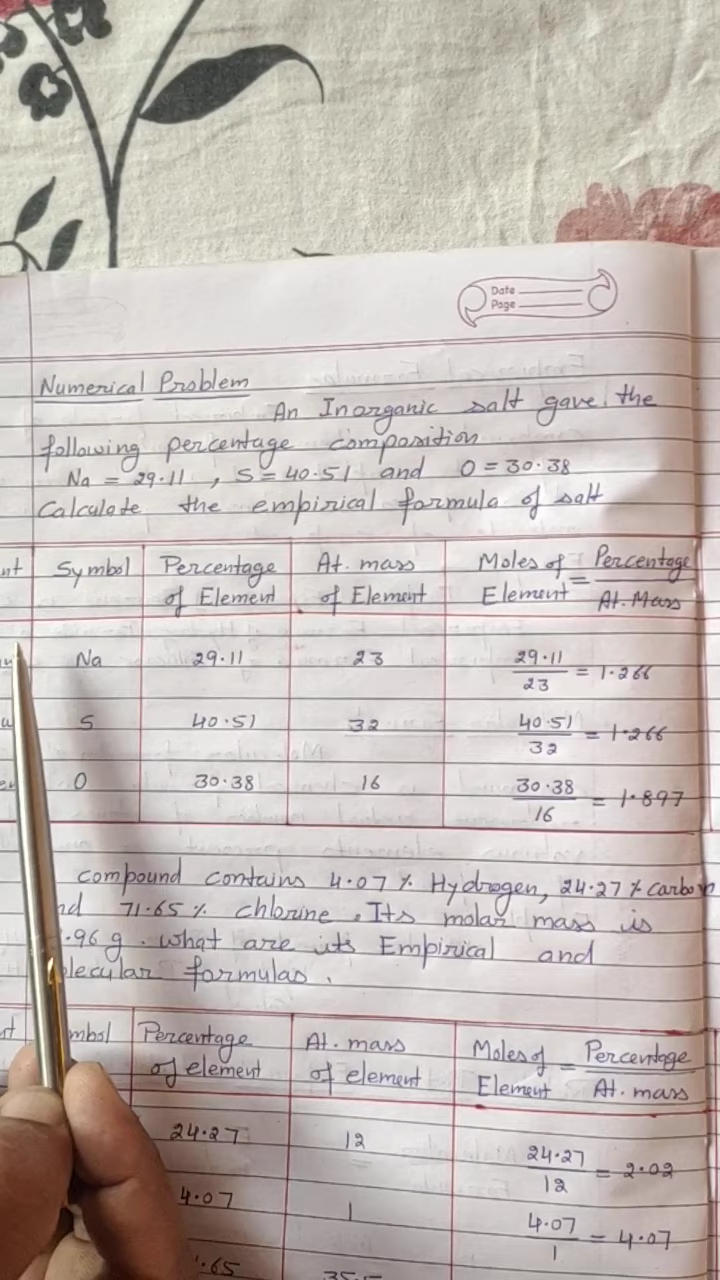 Date
Page
Numerical Problem
An Inorganic salt gave the
following percentage composition
Na = 29.11 , S = 40.51 and O = 30.38
Calculate the empirical formula of salt
nt Symbol Percentage of Element At. mass of Element Moles of Element = Percentage / At. Mass
Na 29.11 23 29.11/23 = 1.266
S 40.51 32 40.51/32 = 1.266
O 30.38 16 30.38/16 = 1.897
compound contains 4.07 % Hydrogen, 24.27 % carbon
nd 71.65 % chlorine. Its molar mass is
.96 g. what are its Empirical and
lecular formulas.
mbol Percentage of element At. mass of element Moles of Element = Percentage / At. mass
24.27 12 24.27/12 = 2.02
4.07 1 4.07/1 = 4.07
.65